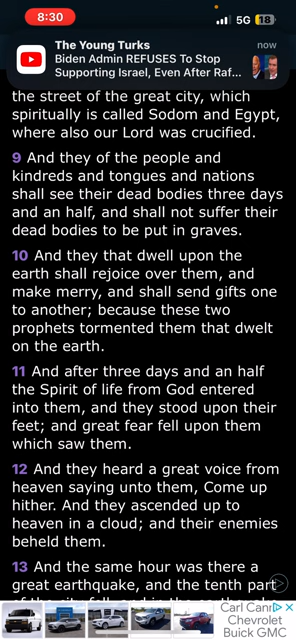 8:30
5G 18
The Young Turks
now
Biden Admin REFUSES To Stop
Supporting Israel, Even After Raf...
the street of the great city, which
spiritually is called Sodom and Egypt,
where also our Lord was crucified.
9 And they of the people and
kindreds and tongues and nations
shall see their dead bodies three days
and an half, and shall not suffer their
dead bodies to be put in graves.
10 And they that dwell upon the
earth shall rejoice over them, and
make merry, and shall send gifts one
to another; because these two
prophets tormented them that dwelt
on the earth.
11 And after three days and an half
the Spirit of life from God entered
into them, and they stood upon their
feet; and great fear fell upon them
which saw them.
12 And they heard a great voice from
heaven saying unto them, Come up
hither. And they ascended up to
heaven in a cloud; and their enemies
beheld them.
13 And the same hour was there a
great earthquake, and the tenth part
of the city fell, and in the earthquake
Carl Cann
Chevrolet
Buick GMC